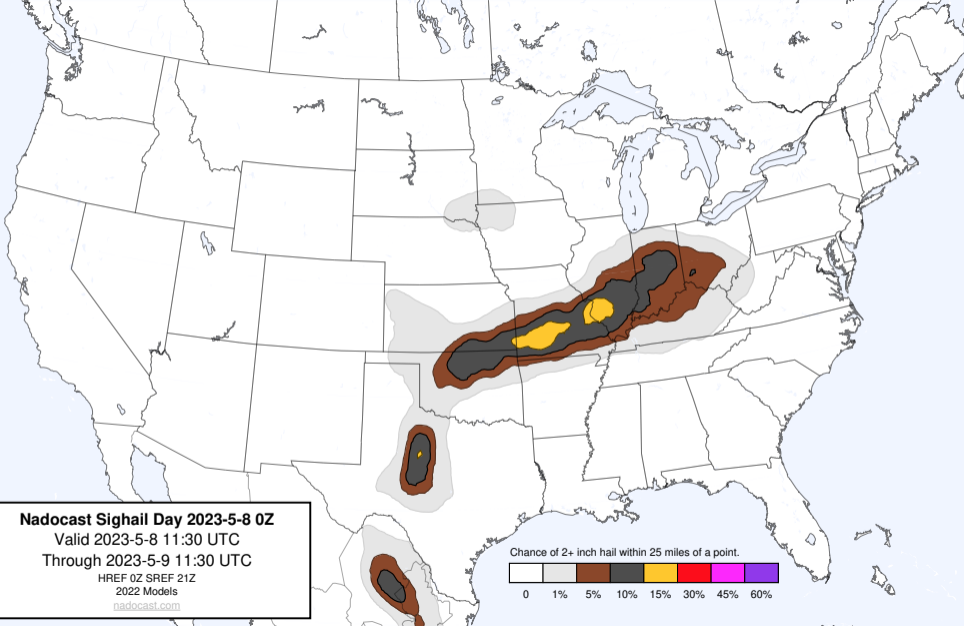 Nadocast Sighail Day 2023-5-8 0Z
Valid 2023-5-8 11:30 UTC
Through 2023-5-9 11:30 UTC
HREF 0Z SREF 21Z
2022 Models
nadocast.com
Chance of 2+ inch hail within 25 miles of a point.
0 1% 5% 10% 15% 30% 45% 60%